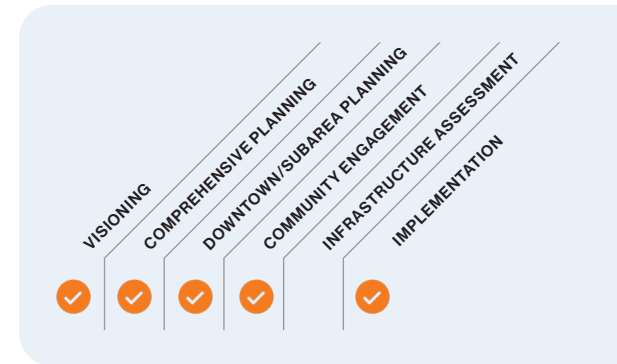 VISIONING
COMPREHENSIVE PLANNING
DOWNTOWN/SUBAREA PLANNING
COMMUNITY ENGAGEMENT
INFRASTRUCTURE ASSESSMENT
IMPLEMENTATION